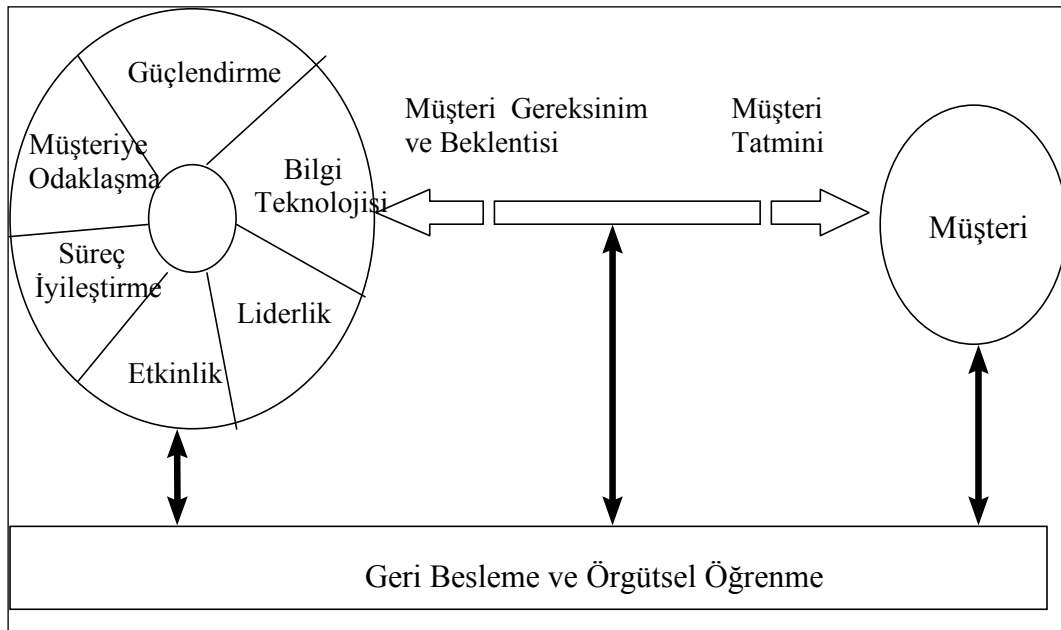 Güçlendirme
Müşteriye
Odaklaşma
Bilgi
Teknolojisi
Süreç
İyileştirme
Liderlik
Etkinlik
Müşteri Gereksinim
ve Beklentisi
Müşteri
Tatmini
Müşteri
Geri Besleme ve Örgütsel Öğrenme